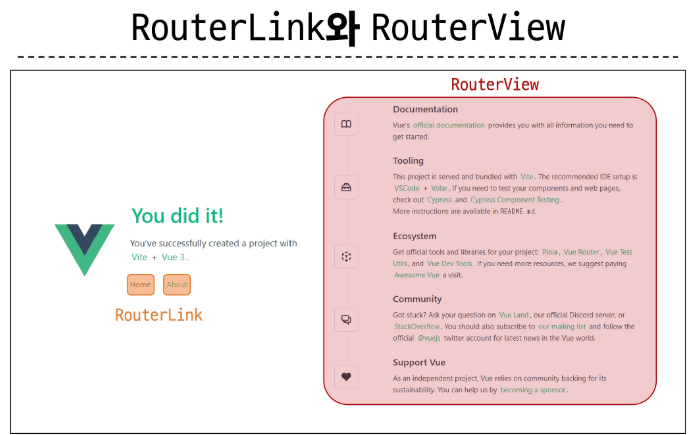 RouterLink와 RouterView
RouterView
Documentation
Vue's official documentation provides you with all information you need to
get started.
Tooling
This project is served and bundled with Vite. The recommended IDE setup is
VSCode + Volar. If you need to test your components and web pages,
check out Cypress and Cypress Component Testing.
More instructions are available in README.md.
Ecosystem
Get official tools and libraries for your project: Pinia, Vue Router, Vue Test
Utils, and Vue Dev Tools. If you need more resources, we suggest paying
Awesome Vue a visit.
Community
Got stuck? Ask your question on Vue Land, our official Discord server, or
StackOverflow. You should also subscribe to our mailing list and follow the
official @vuejs twitter account for latest news in the Vue world.
Support Vue
As an independent project, Vue relies on community backing for its
sustainability. You can help us by becoming a sponsor.
You did it!
You've successfully created a project with
Vite + Vue 3.
Home About
RouterLink